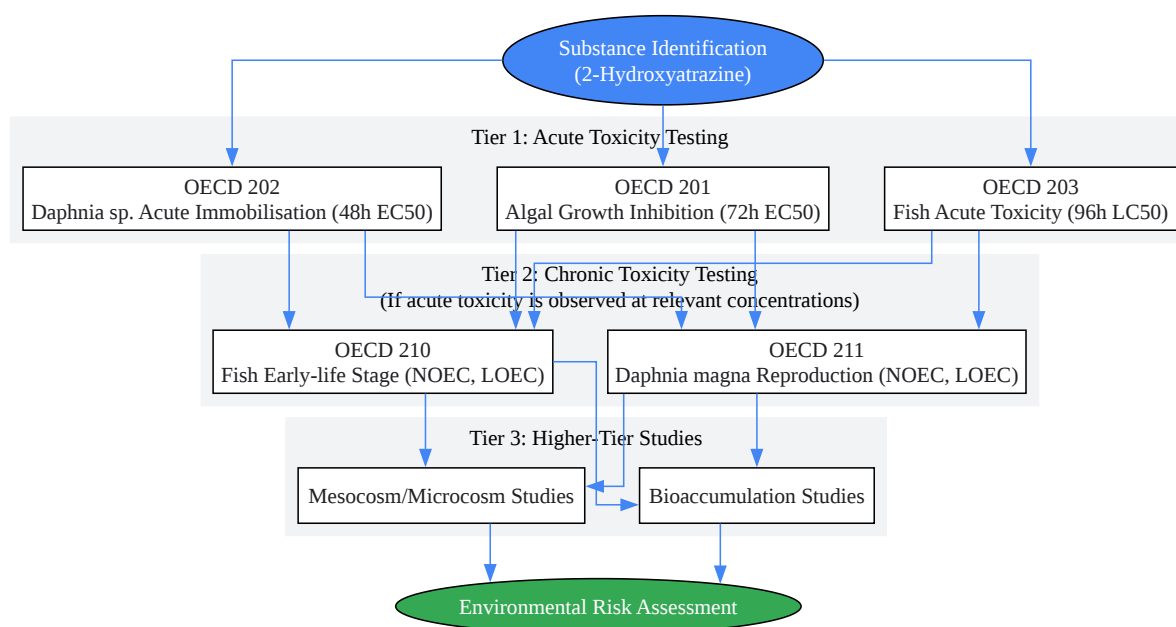 Substance Identification
(2-Hydroxyatrazine)
Tier 1: Acute Toxicity Testing
OECD 202
Daphnia sp. Acute Immobilisation (48h EC50)
OECD 201
Algal Growth Inhibition (72h EC50)
OECD 203
Fish Acute Toxicity (96h LC50)
Tier 2: Chronic Toxicity Testing
(If acute toxicity is observed at relevant concentrations)
OECD 210
Fish Early-life Stage (NOEC, LOEC)
OECD 211
Daphnia magna Reproduction (NOEC, LOEC)
Tier 3: Higher-Tier Studies
Mesocosm/Microcosm Studies
Bioaccumulation Studies
Environmental Risk Assessment